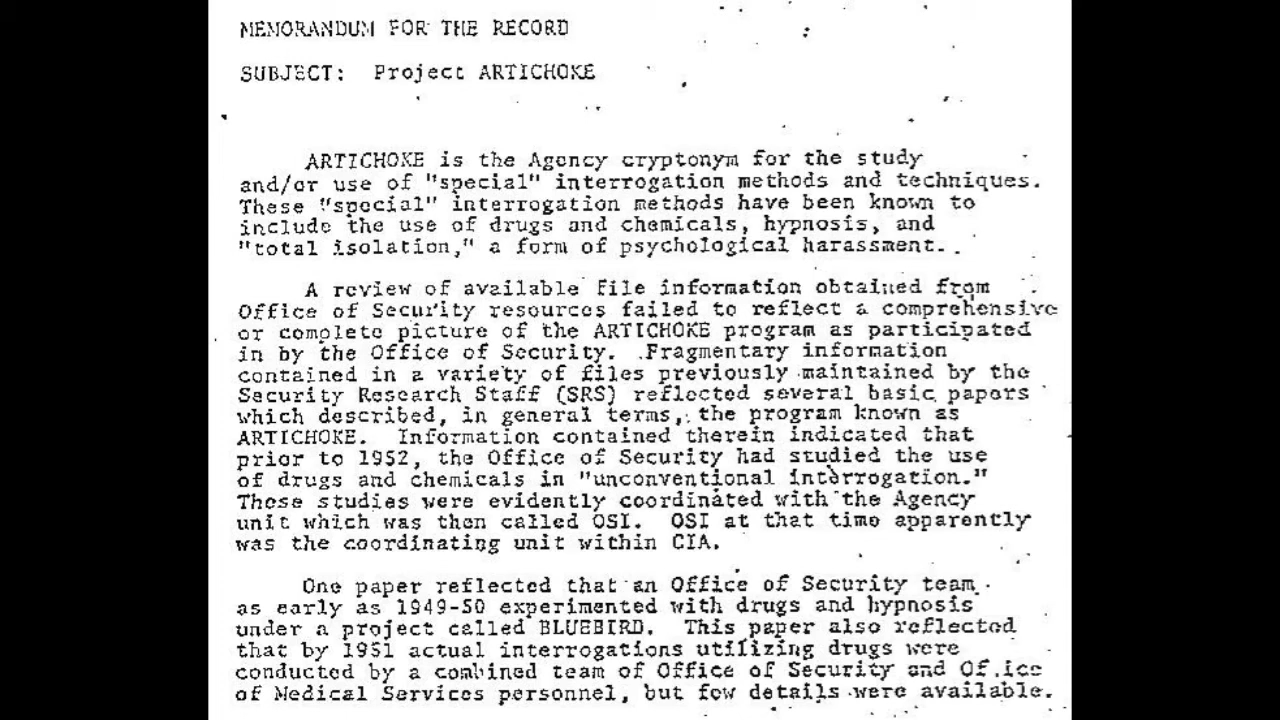 MEMORANDUM FOR THE RECORD
SUBJECT: Project ARTICHOKE
ARTICHOKE is the Agency cryptonym for the study
and/or use of "special" interrogation methods and techniques.
These "special" interrogation methods have been known to
include the use of drugs and chemicals, hypnosis, and
"total isolation," a form of psychological harassment.
A review of available file information obtained from
Office of Security resources failed to reflect a comprehensive
or complete picture of the ARTICHOKE program as participated
in by the Office of Security. Fragmentary information
contained in a variety of files previously maintained by the
Security Research Staff (SRS) reflected several basic papers
which described, in general terms, the program known as
ARTICHOKE. Information contained therein indicated that
prior to 1952, the Office of Security had studied the use
of drugs and chemicals in "unconventional interrogation."
These studies were evidently coordinated with the Agency
unit which was then called OSI. OSI at that time apparently
was the coordinating unit within CIA.
One paper reflected that an Office of Security team
as early as 1949-50 experimented with drugs and hypnosis
under a project called BLUEBIRD. This paper also reflected
that by 1951 actual interrogations utilizing drugs were
conducted by a combined team of Office of Security and Office
of Medical Services personnel, but few details were available.